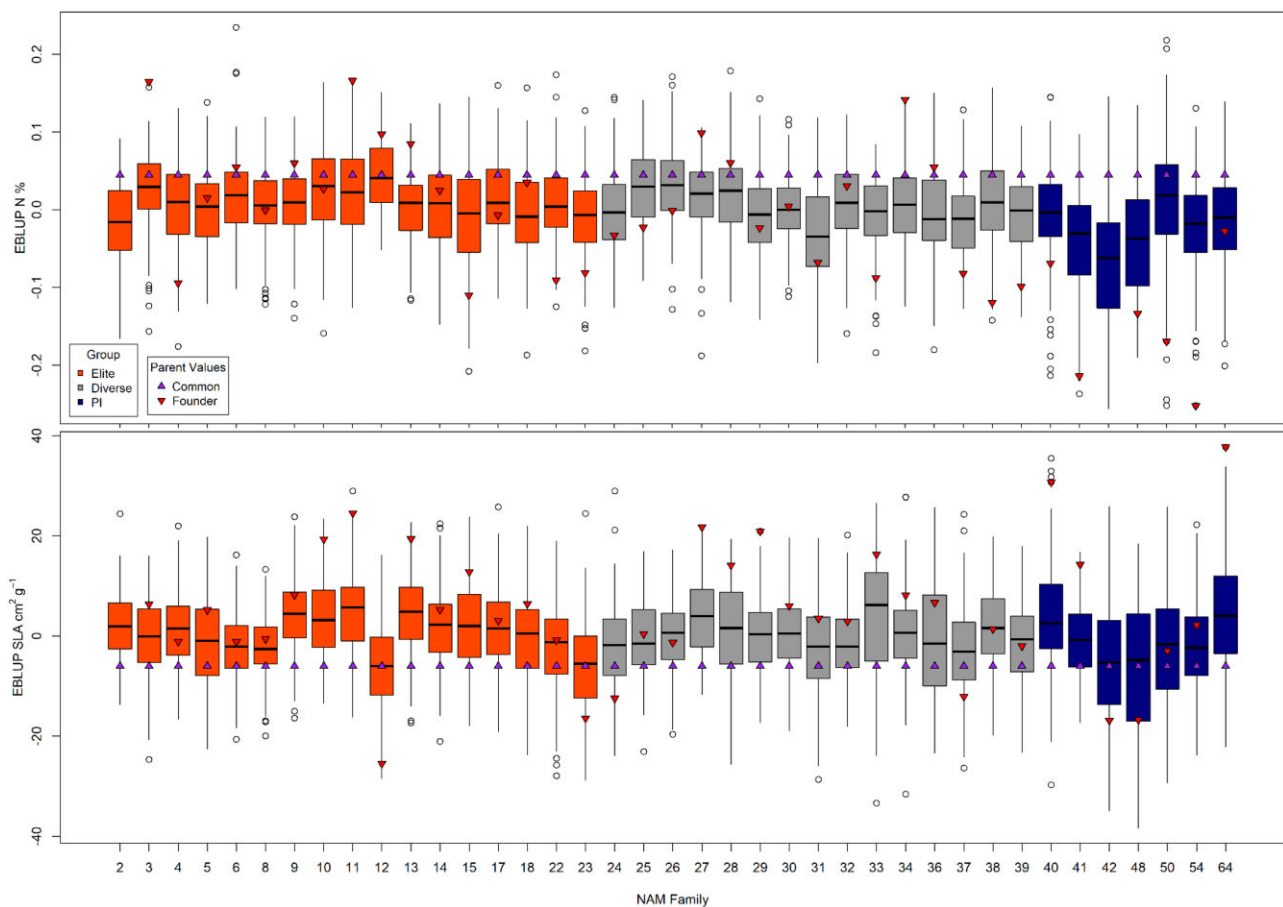 EBLUP N %
0.2
0.1
0.0
-0.1
-0.2
Group
Elite
Diverse
PI
Parent Values
Common
Founder
EBLUP SLA cm² g⁻¹
40
20
0
-20
-40
2 3 4 5 6 8 9 10 11 12 13 14 15 17 18 22 23 24 25 26 27 28 29 30 31 32 33 34 36 37 38 39 40 41 42 48 50 54 64
NAM Family